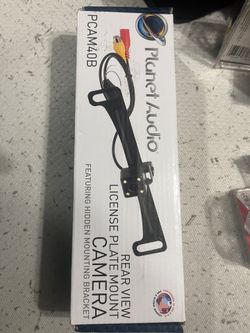 Planet Audio
REAR VIEW
LICENSE PLATE MOUNT
CAMERA
FEATURING HIDDEN MOUNTING BRACKET
PCAM40B